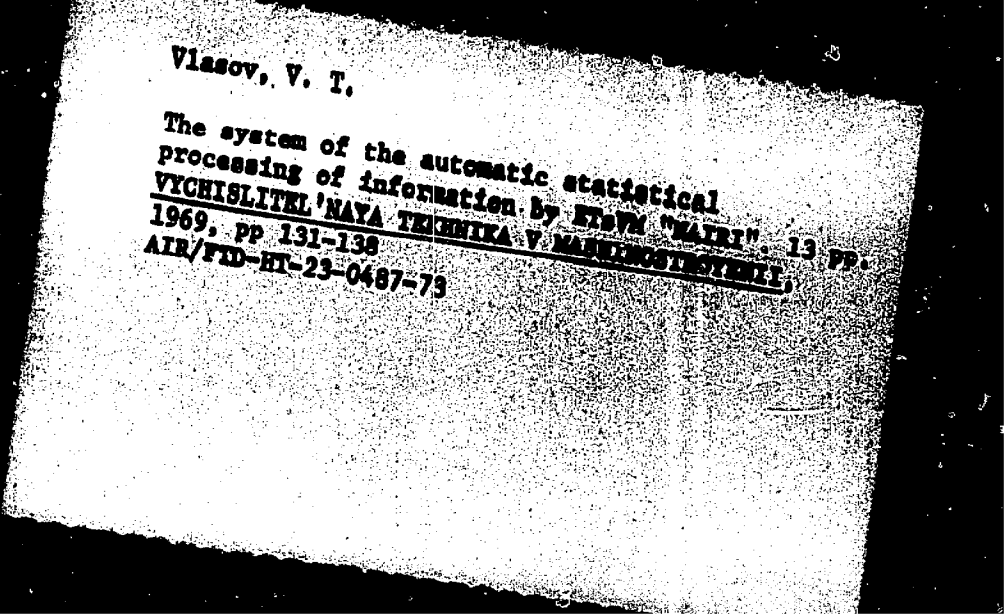 Vlasov, V. T.
The system of the automatic statistical
processing of information by ETsVM "NAIRI". 13 pp.
VYCHISLITEL'NAYA TEKHNIKA V MASHINOSTROYENII,
1969, pp 131-138
AIR/FTD-HT-23-0487-73